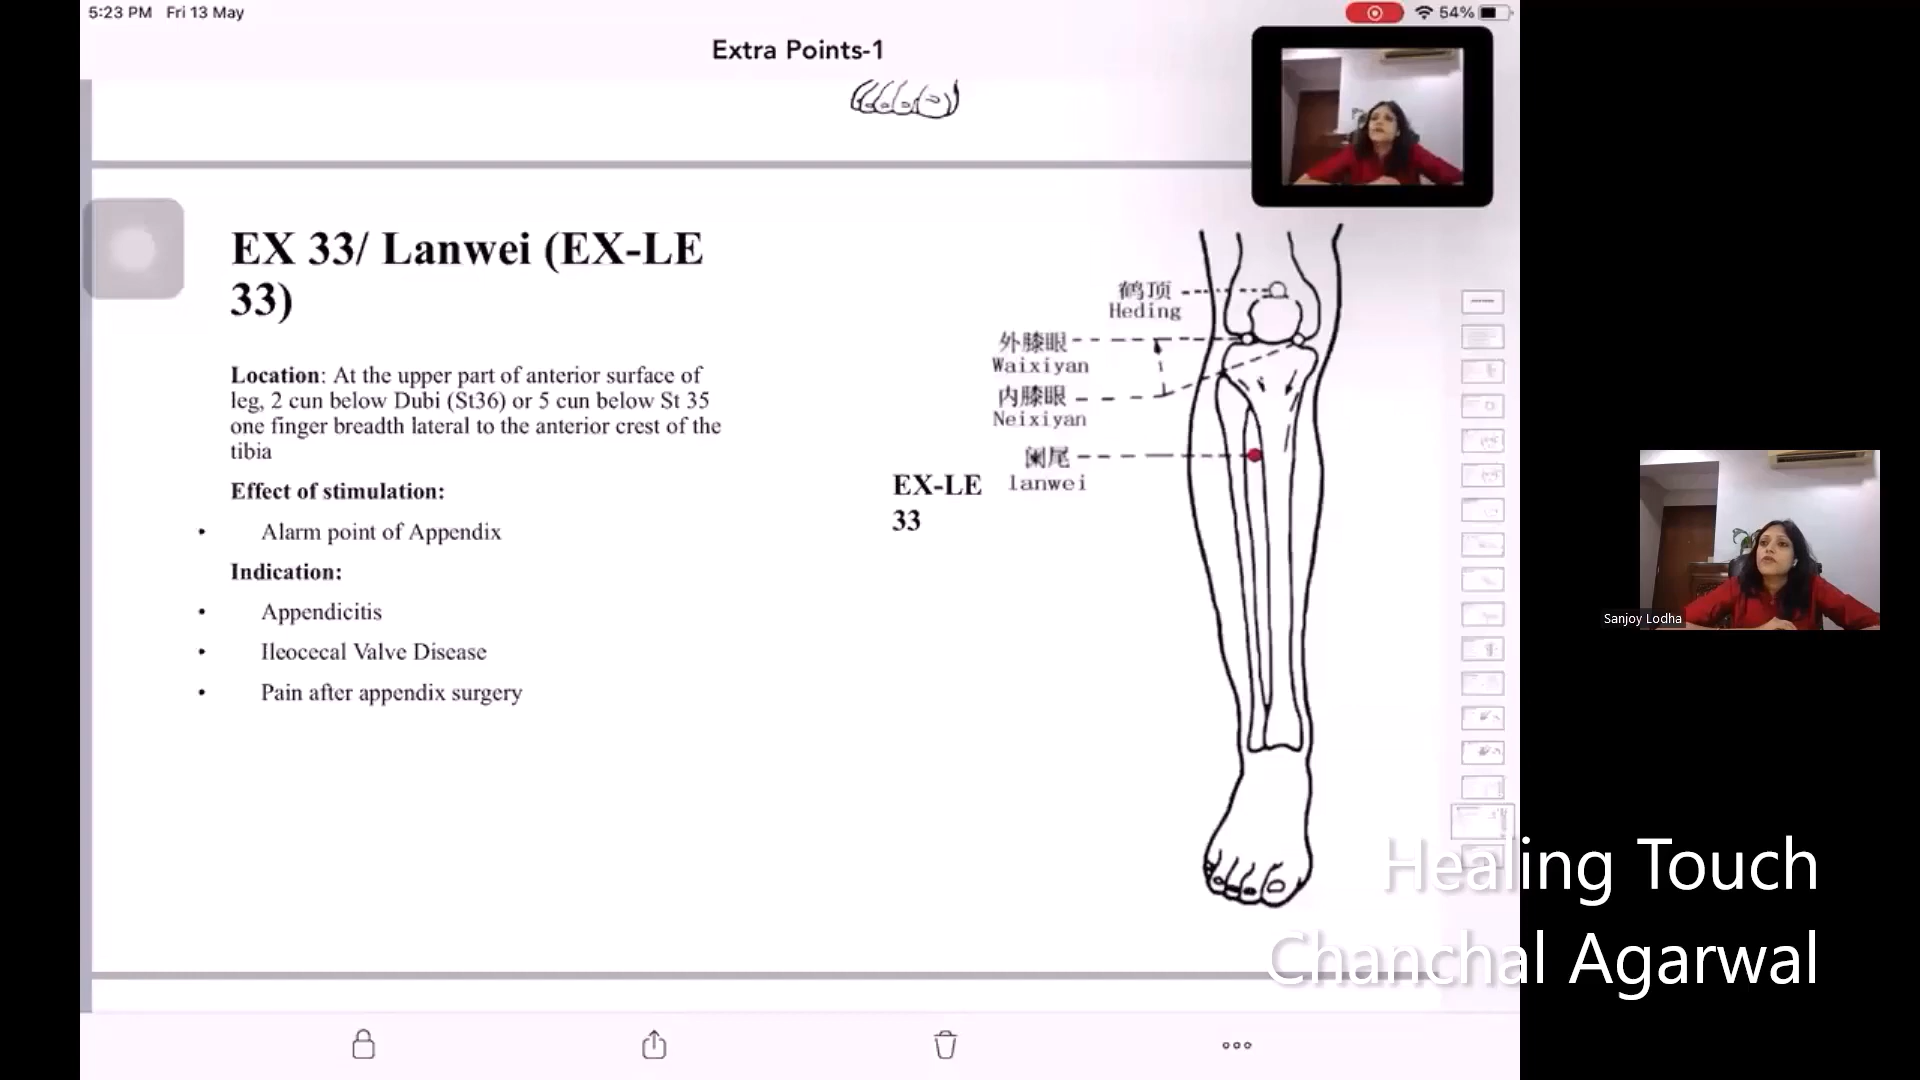 5:23 PM Fri 13 May
54%
Extra Points-1
EX 33/ Lanwei (EX-LE
33)
Location: At the upper part of anterior surface of
leg, 2 cun below Dubi (St36) or 5 cun below St 35
one finger breadth lateral to the anterior crest of the
tibia
Effect of stimulation:
• Alarm point of Appendix
Indication:
• Appendicitis
• Ileocecal Valve Disease
• Pain after appendix surgery
鹤顶
Heding
外膝眼
Waixiyan
内膝眼
Neixiyan
阑尾
lanwei
EX-LE
33
Sanjoy Lodha
Healing Touch
Chanchal Agarwal